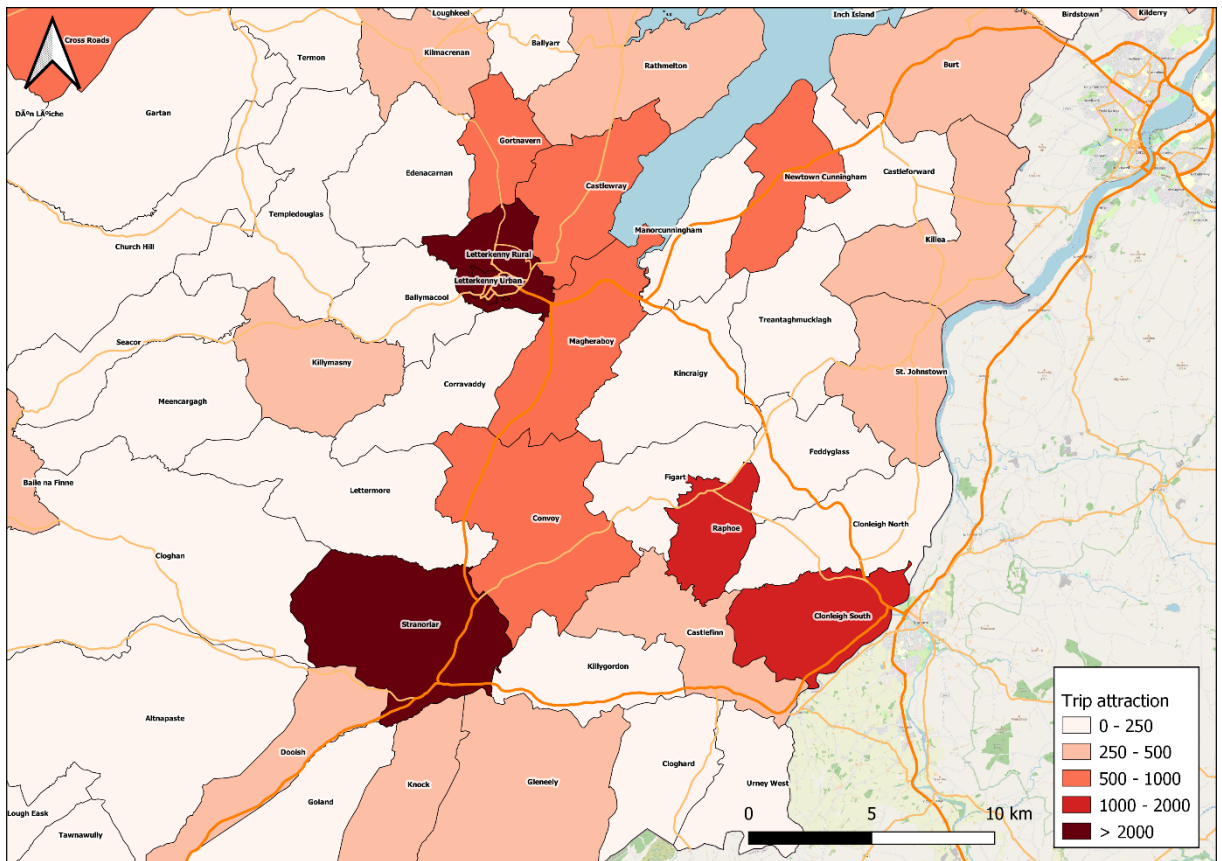 Loughkeel
Inch Island
Birdstown
Kilderry
Cross Roads
Ballyarr
Kilmacrenan
Termon
Rathmelton
Burt
DÃºn LÃºiche
Gartan
Gortnavern
Edenacarnan
Castlewray
Newtown Cunningham
Castleforward
Templedouglas
Manorcunningham
Killea
Church Hill
Letterkenny Rural
Letterkenny Urban
Ballymacool
Treantaghmucklagh
Seacor
Magheraboy
Killymasny
Kincraigy
St. Johnstown
Corravaddy
Meencargagh
Feddyglass
Figart
Baile na Finne
Lettermore
Convoy
Raphoe
Clonleigh North
Cloghan
Stranorlar
Clonleigh South
Castlefinn
Killygordon
Altnapaste
Dooish
Cloghard
Gleneely
Knock
Urney West
Goland
Lough Eask
Tawnawully
Trip attraction
0 - 250
250 - 500
500 - 1000
1000 - 2000
> 2000
0 5 10 km